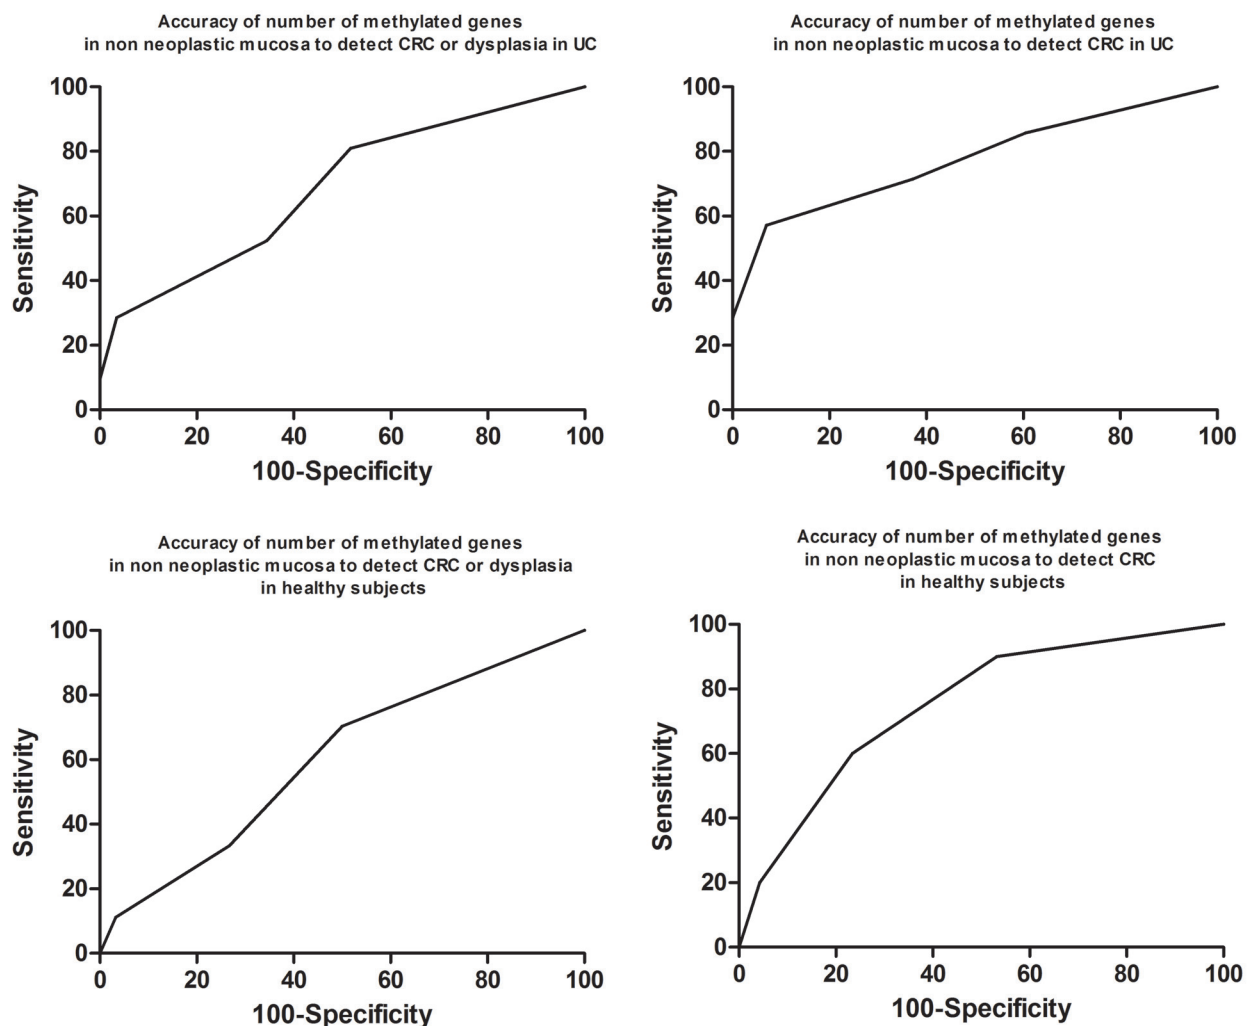 Accuracy of number of methylated genes
in non neoplastic mucosa to detect CRC or dysplasia in UC
100
80
60
40
20
0
Sensitivity
0 20 40 60 80 100
100-Specificity
Accuracy of number of methylated genes
in non neoplastic mucosa to detect CRC in UC
100
80
60
40
20
0
Sensitivity
0 20 40 60 80 100
100-Specificity
Accuracy of number of methylated genes
in non neoplastic mucosa to detect CRC or dysplasia
in healthy subjects
100
80
60
40
20
0
Sensitivity
0 20 40 60 80 100
100-Specificity
Accuracy of number of methylated genes
in non neoplastic mucosa to detect CRC
in healthy subjects
100
80
60
40
20
0
Sensitivity
0 20 40 60 80 100
100-Specificity